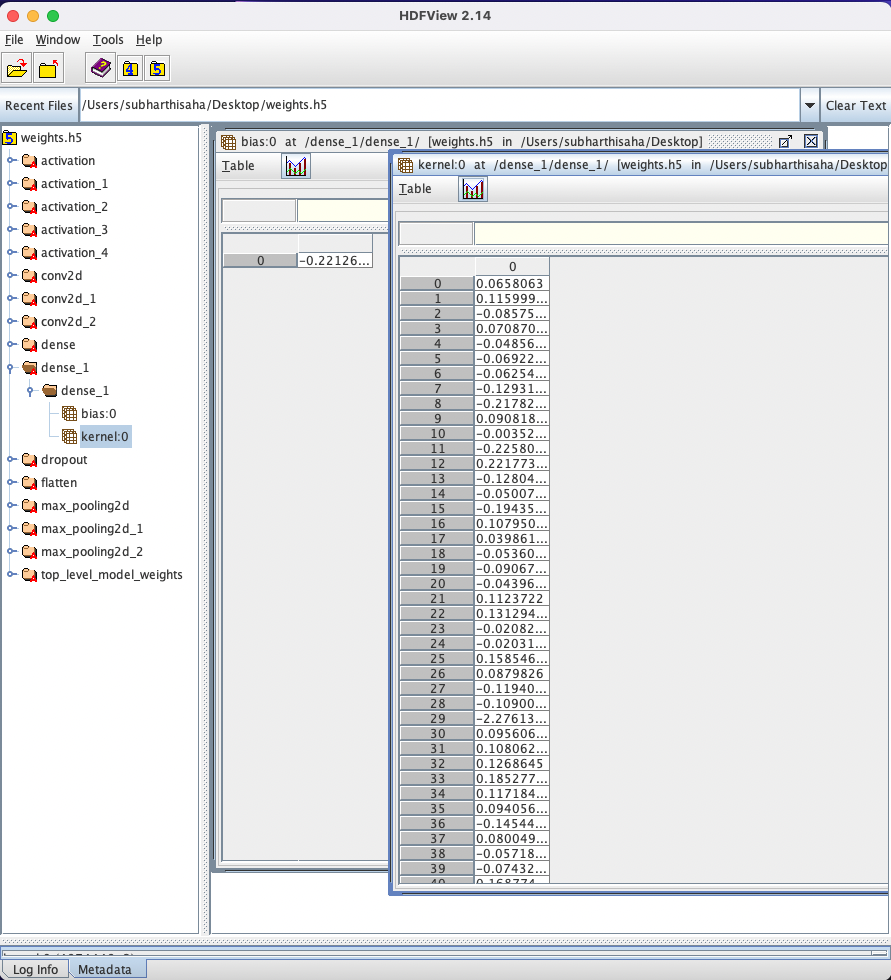 HDFView 2.14
File Window Tools Help
4 5
Recent Files /Users/subharthisaha/Desktop/weights.h5 Clear Text
5 weights.h5
activation
activation_1
activation_2
activation_3
activation_4
conv2d
conv2d_1
conv2d_2
dense
dense_1
dense_1
bias:0
kernel:0
dropout
flatten
max_pooling2d
max_pooling2d_1
max_pooling2d_2
top_level_model_weights
bias:0 at /dense_1/dense_1/ [weights.h5 in /Users/subharthisaha/Desktop]
Table
0 -0.22126...
kernel:0 at /dense_1/dense_1/ [weights.h5 in /Users/subharthisaha/Desktop
Table
0
0 0.0658063
1 0.115999...
2 -0.08575...
3 0.070870...
4 -0.04856...
5 -0.06922...
6 -0.06254...
7 -0.12931...
8 -0.21782...
9 0.090818...
10 -0.00352...
11 -0.22580...
12 0.221773...
13 -0.12804...
14 -0.05007...
15 -0.19435...
16 0.107950...
17 0.039861...
18 -0.05360...
19 -0.09067...
20 -0.04396...
21 0.1123722
22 0.131294...
23 -0.02082...
24 -0.02031...
25 0.158546...
26 0.0879826
27 -0.11940...
28 -0.10900...
29 -2.27613...
30 0.095606...
31 0.108062...
32 0.1268645
33 0.185277...
34 0.117184...
35 0.094056...
36 -0.14544...
37 0.080049...
38 -0.05718...
39 -0.07432...
40 0.168774...
Log Info Metadata